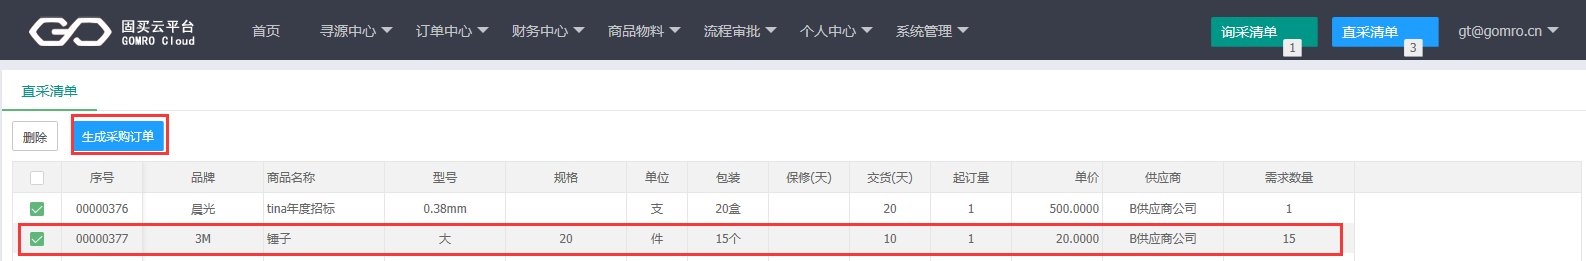 固买云平台
GOMRO Cloud
首页 寻源中心 订单中心 财务中心 商品物料 流程审批 个人中心 系统管理 询采清单 1 直采清单 3 gt@gomro.cn
直采清单
删除 生成采购订单
序号 品牌 商品名称 型号 规格 单位 包装 保修(天) 交货(天) 起订量 单价 供应商 需求数量
00000376 晨光 tina年度招标 0.38mm 支 20盒 20 1 500.0000 B供应商公司 1
00000377 3M 锤子 大 20 件 15个 10 1 20.0000 B供应商公司 15